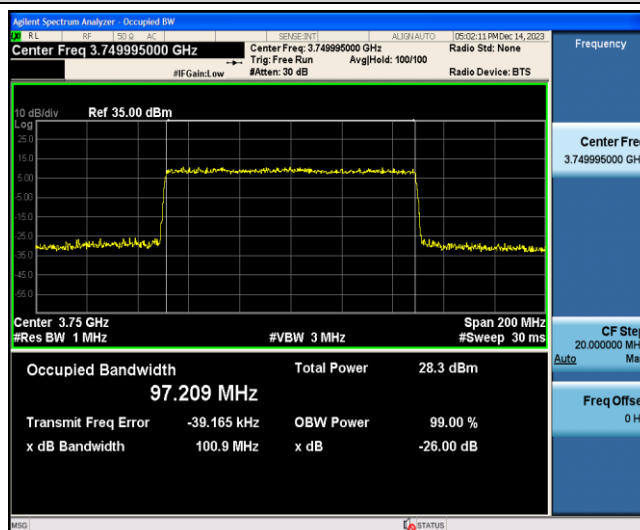 Agilent Spectrum Analyzer - Occupied BW
RL RF 50 Ω AC SENSE:INT ALIGNAUTO 05:02:11 PM Dec 14, 2023
Center Freq 3.749995000 GHz
Center Freq: 3.749995000 GHz
Radio Std: None
Trig: Free Run Avg|Hold: 100/100
#IFGain:Low #Atten: 30 dB Radio Device: BTS
10 dB/div Ref 35.00 dBm
Log
25.0
15.0
5.00
-5.00
-15.0
-25.0
-35.0
-45.0
-55.0
Center 3.75 GHz Span 200 MHz
#Res BW 1 MHz #VBW 3 MHz #Sweep 30 ms
Occupied Bandwidth Total Power 28.3 dBm
97.209 MHz
Transmit Freq Error -39.165 kHz OBW Power 99.00 %
x dB Bandwidth 100.9 MHz x dB -26.00 dB
MSG STATUS
Frequency
Center Fre
3.749995000 GH
CF Ste
20.000000 MH
Auto Ma
Freq Offse
0 H